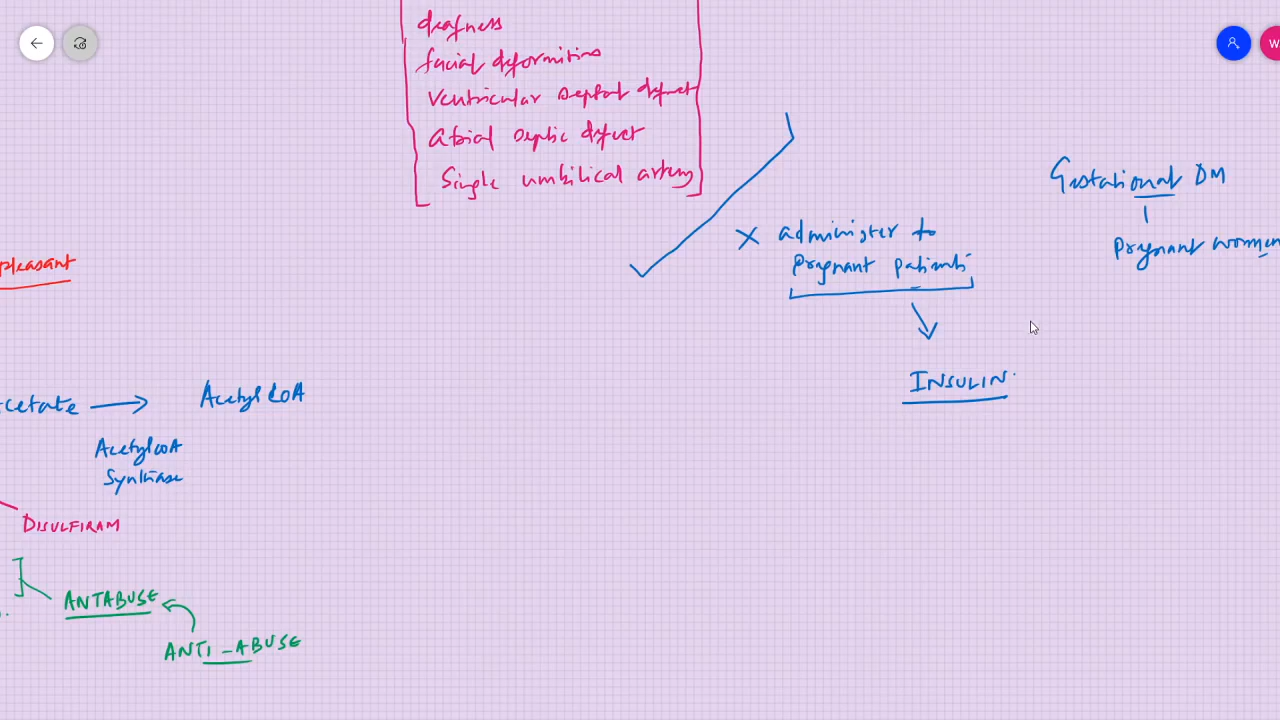 deafness
facial deformities
Ventricular Septal defect
Atrial Septic defect
Single umbilical artery
W
Gestational DM
Pregnant women
X administer to
pregnant patients
INSULIN.
pleasant
cetate → Acetyl CoA
Acetyl coA
Synthase
DISULFIRAM
ANTABUSE
ANTI-ABUSE